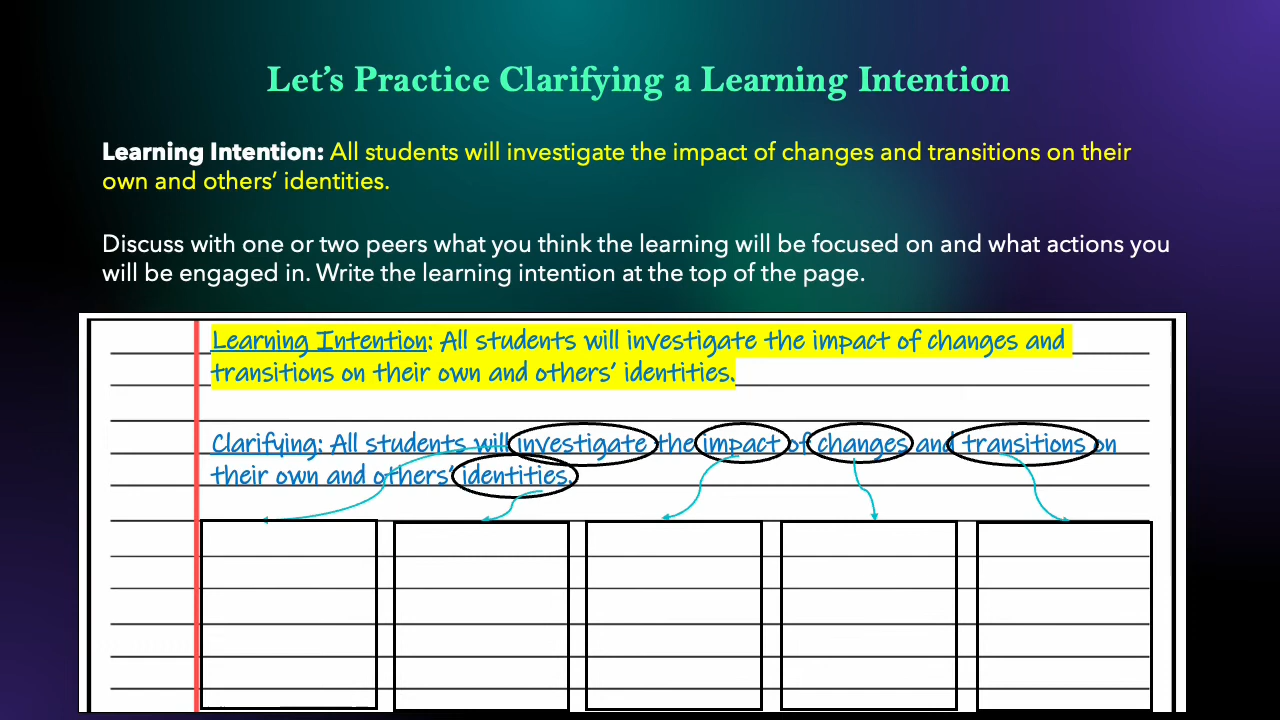 Let’s Practice Clarifying a Learning Intention
Learning Intention: All students will investigate the impact of changes and transitions on their
own and others’ identities.
Discuss with one or two peers what you think the learning will be focused on and what actions you
will be engaged in. Write the learning intention at the top of the page.
Learning Intention: All students will investigate the impact of changes and
transitions on their own and others’ identities.
Clarifying: All students will investigate the impact of changes and transitions on
their own and others’ identities.